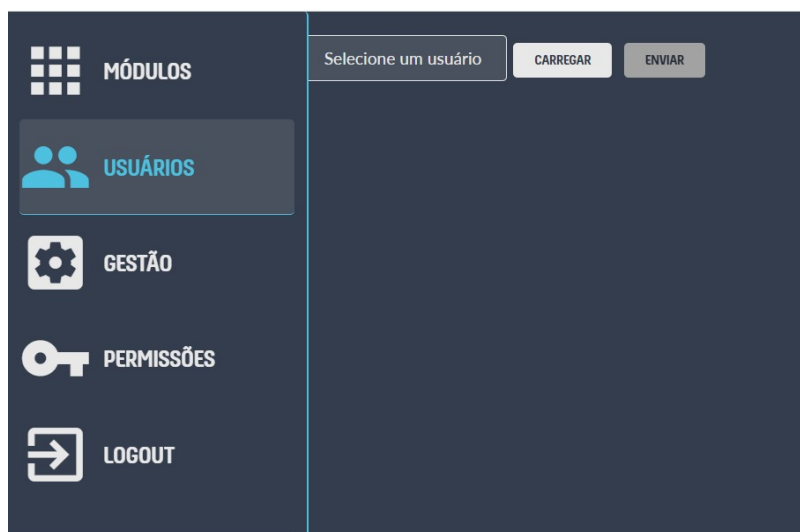 MÓDULOS
USUÁRIOS
GESTÃO
PERMISSÕES
LOGOUT
Selecione um usuário
CARREGAR
ENVIAR